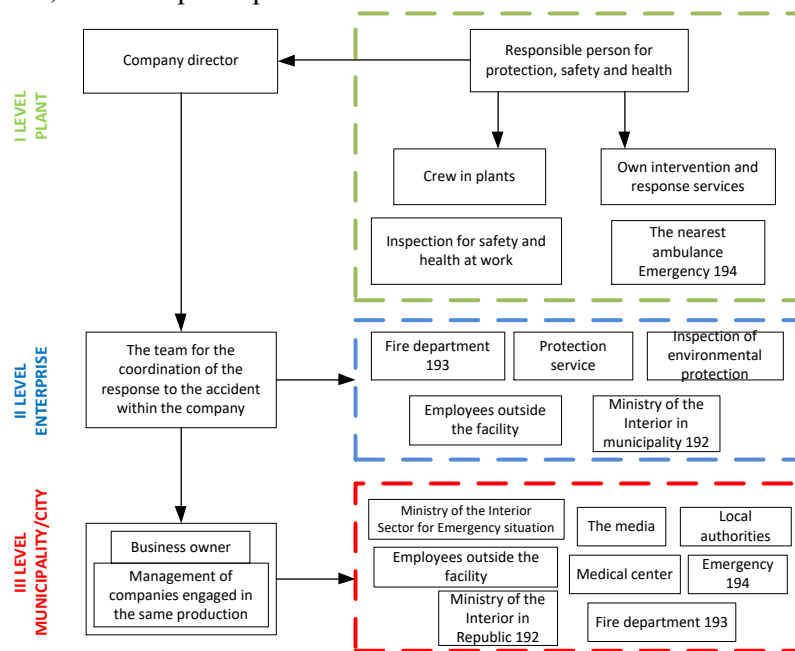 Company director
Responsible person for
protection, safety and health
I LEVEL
PLANT
Crew in plants
Own intervention and
response services
Inspection for safety and
health at work
The nearest
ambulance
Emergency 194
II LEVEL
ENTERPRISE
The team for the
coordination of the
response to the accident
within the company
Fire department
193
Protection
service
Inspection of
environmental
protection
Employees outside
the facility
Ministry of the
Interior in
municipality 192
III LEVEL
MUNICIPALITY/CITY
Business owner
Management of
companies engaged in
the same production
Ministry of the Interior
Sector for Emergency situation
The media
Local
authorities
Employees outside the
facility
Medical center
Emergency
194
Ministry of the
Interior in
Republic 192
Fire department 193